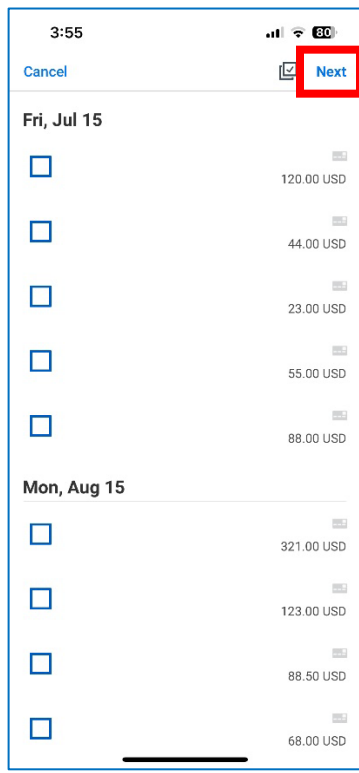 3:55 80
Cancel Next
Fri, Jul 15
120.00 USD
44.00 USD
23.00 USD
55.00 USD
88.00 USD
Mon, Aug 15
321.00 USD
123.00 USD
88.50 USD
68.00 USD